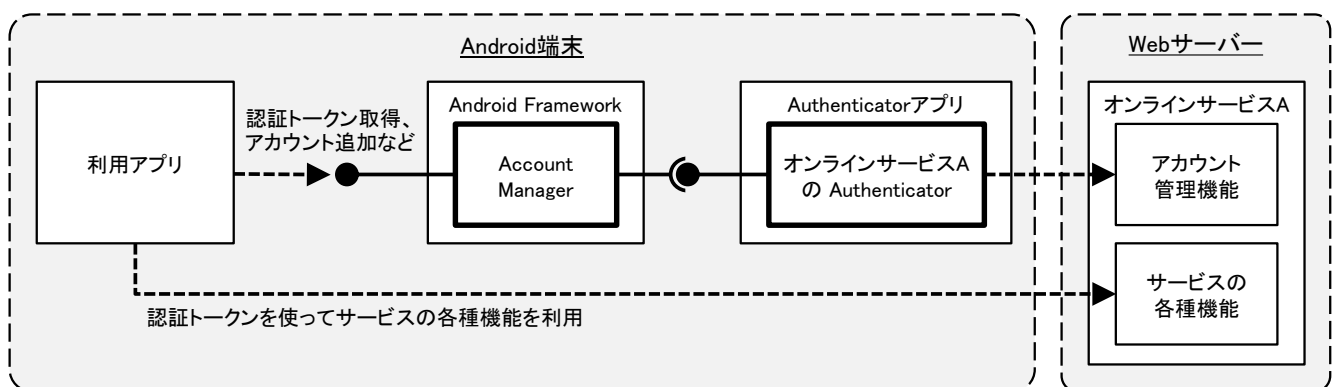 Android端末
Webサーバー
利用アプリ
認証トークン取得、
アカウント追加など
Android Framework
Account
Manager
Authenticatorアプリ
オンラインサービスA
の Authenticator
オンラインサービスA
アカウント
管理機能
サービスの
各種機能
認証トークンを使ってサービスの各種機能を利用